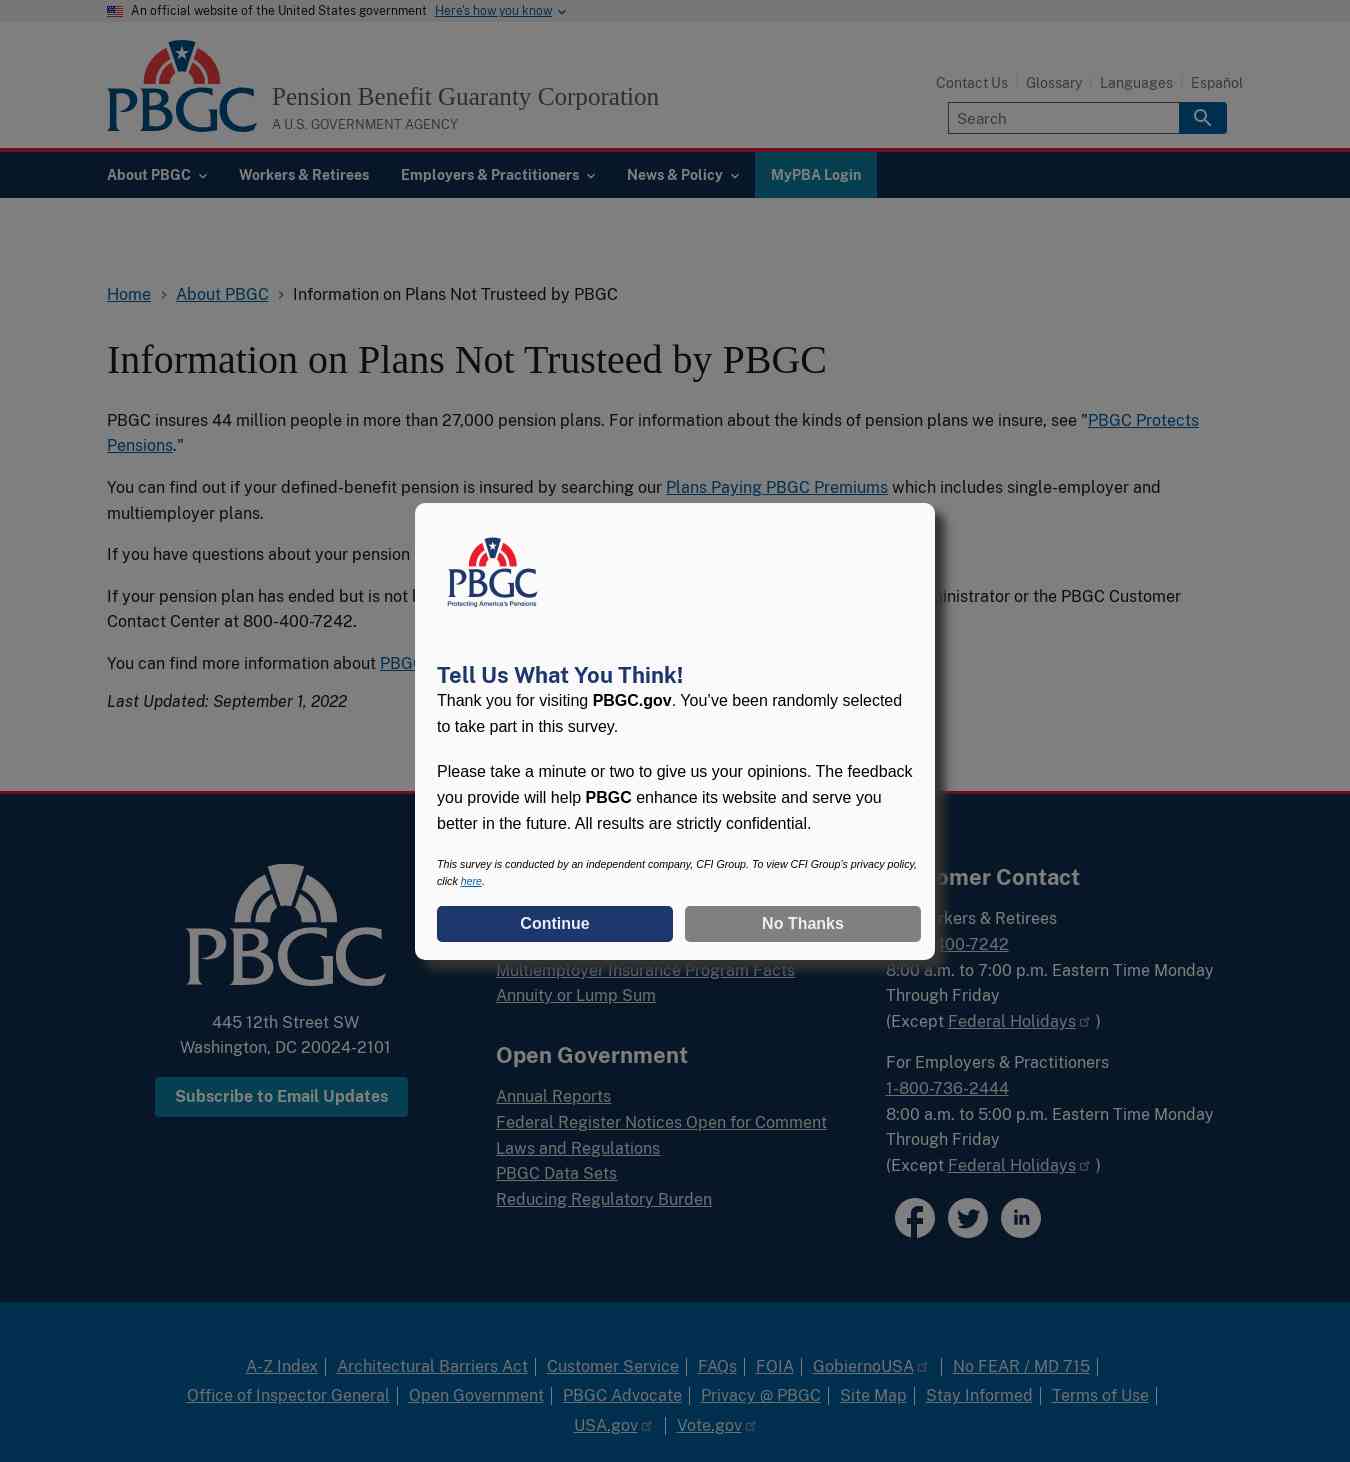 An official website of the United States government Here's how you know
PBGC
Pension Benefit Guaranty Corporation
A U.S. GOVERNMENT AGENCY
Contact Us
Glossary
Languages
Español
Search
About PBGC
Workers & Retirees
Employers & Practitioners
News & Policy
MyPBA Login
Home
About PBGC
Information on Plans Not Trusteed by PBGC
Information on Plans Not Trusteed by PBGC
PBGC insures 44 million people in more than 27,000 pension plans. For information about the kinds of pension plans we insure, see "PBGC Protects
Pensions."
You can find out if your defined-benefit pension is insured by searching our Plans Paying PBGC Premiums which includes single-employer and
multiemployer plans.
If you have questions about your pension
If your pension plan has ended but is not
or the PBGC Customer
Contact Center at 800-400-7242.
You can find more information about
Last Updated: September 1, 2022
PBGC
Protecting America's Pensions
Tell Us What You Think!
Thank you for visiting PBGC.gov. You've been randomly selected
to take part in this survey.
Please take a minute or two to give us your opinions. The feedback
you provide will help PBGC enhance its website and serve you
better in the future. All results are strictly confidential.
This survey is conducted by an independent company, CFI Group. To view CFI Group's privacy policy,
click here.
Continue
No Thanks
PBGC
445 12th Street SW
Washington, DC 20024-2101
Subscribe to Email Updates
Multiemployer Insurance Program Facts
Annuity or Lump Sum
Open Government
Annual Reports
Federal Register Notices Open for Comment
Laws and Regulations
PBGC Data Sets
Reducing Regulatory Burden
Contact
& Retirees
8:00 a.m. to 7:00 p.m. Eastern Time Monday
Through Friday
(Except Federal Holidays )
For Employers & Practitioners
1-800-736-2444
8:00 a.m. to 5:00 p.m. Eastern Time Monday
Through Friday
(Except Federal Holidays )
A-Z Index
Architectural Barriers Act
Customer Service
FAQs
FOIA
GobiernoUSA
No FEAR / MD 715
Office of Inspector General
Open Government
PBGC Advocate
Privacy @ PBGC
Site Map
Stay Informed
Terms of Use
USA.gov
Vote.gov